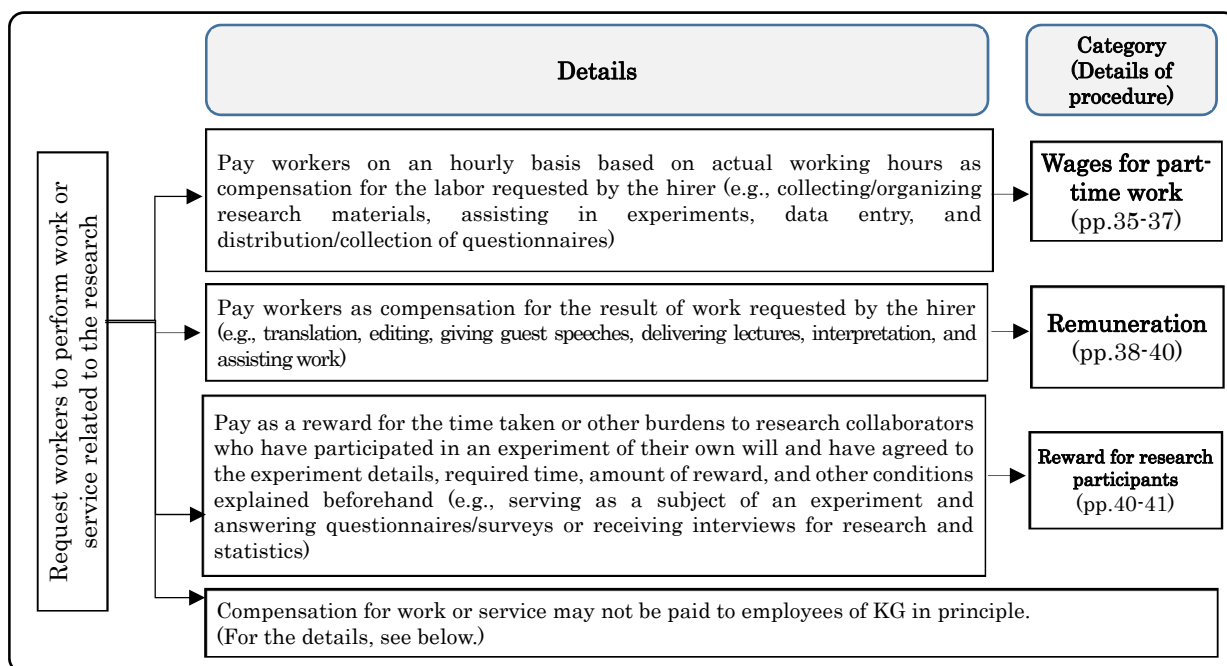 Details
Category
(Details of
procedure)
Request workers to perform work or
service related to the research
Pay workers on an hourly basis based on actual working hours as
compensation for the labor requested by the hirer (e.g., collecting/organizing
research materials, assisting in experiments, data entry, and
distribution/collection of questionnaires)
Wages for part-
time work
(pp.35-37)
Pay workers as compensation for the result of work requested by the hirer
(e.g., translation, editing, giving guest speeches, delivering lectures, interpretation, and
assisting work)
Remuneration
(pp.38-40)
Pay as a reward for the time taken or other burdens to research collaborators
who have participated in an experiment of their own will and have agreed to
the experiment details, required time, amount of reward, and other conditions
explained beforehand (e.g., serving as a subject of an experiment and
answering questionnaires/surveys or receiving interviews for research and
statistics)
Reward for research
participants
(pp.40-41)
Compensation for work or service may not be paid to employees of KG in principle.
(For the details, see below.)